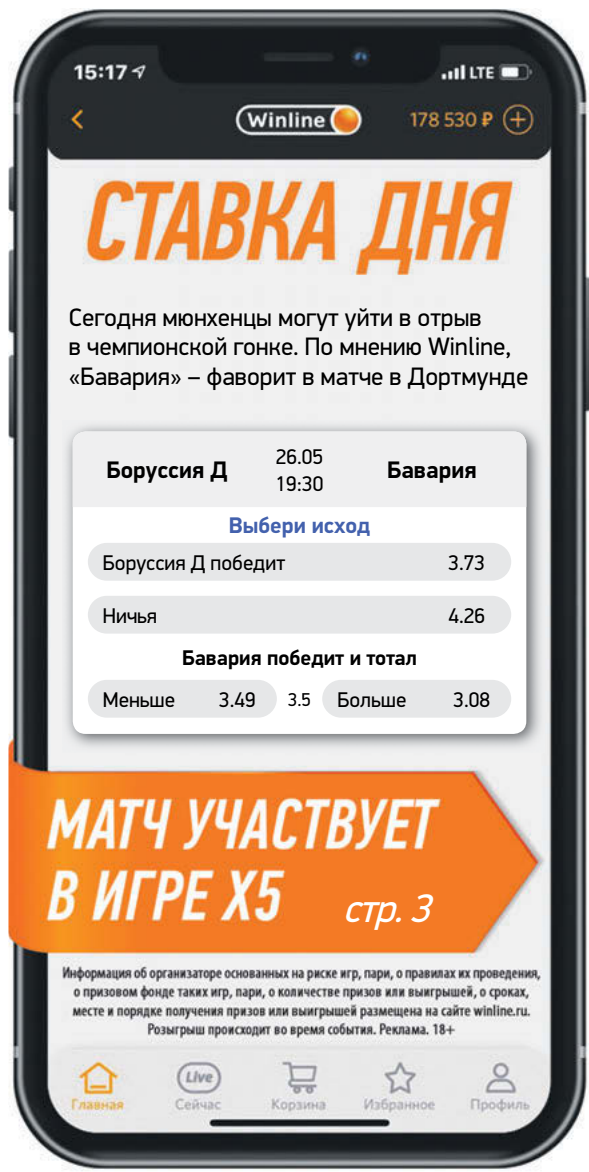 15:17 LTE
Winline 178 530 ₽
СТАВКА ДНЯ
Сегодня мюнхенцы могут уйти в отрыв
в чемпионской гонке. По мнению Winline,
«Бавария» – фаворит в матче в Дортмунде
Боруссия Д 26.05 Бавария
19:30
Выбери исход
Боруссия Д победит 3.73
Ничья 4.26
Бавария победит и тотал
Меньше 3.49 3.5 Больше 3.08
МАТЧ УЧАСТВУЕТ
В ИГРЕ Х5 стр. 3
Информация об организаторе основанных на риске игр, пари, о правилах их проведения,
о призовом фонде таких игр, пари, о количестве призов или выигрышей, о сроках,
месте и порядке получения призов или выигрышей размещена на сайте winline.ru.
Розыгрыш происходит во время события. Реклама. 18+
Live
Главная Сейчас Корзина Избранное Профиль